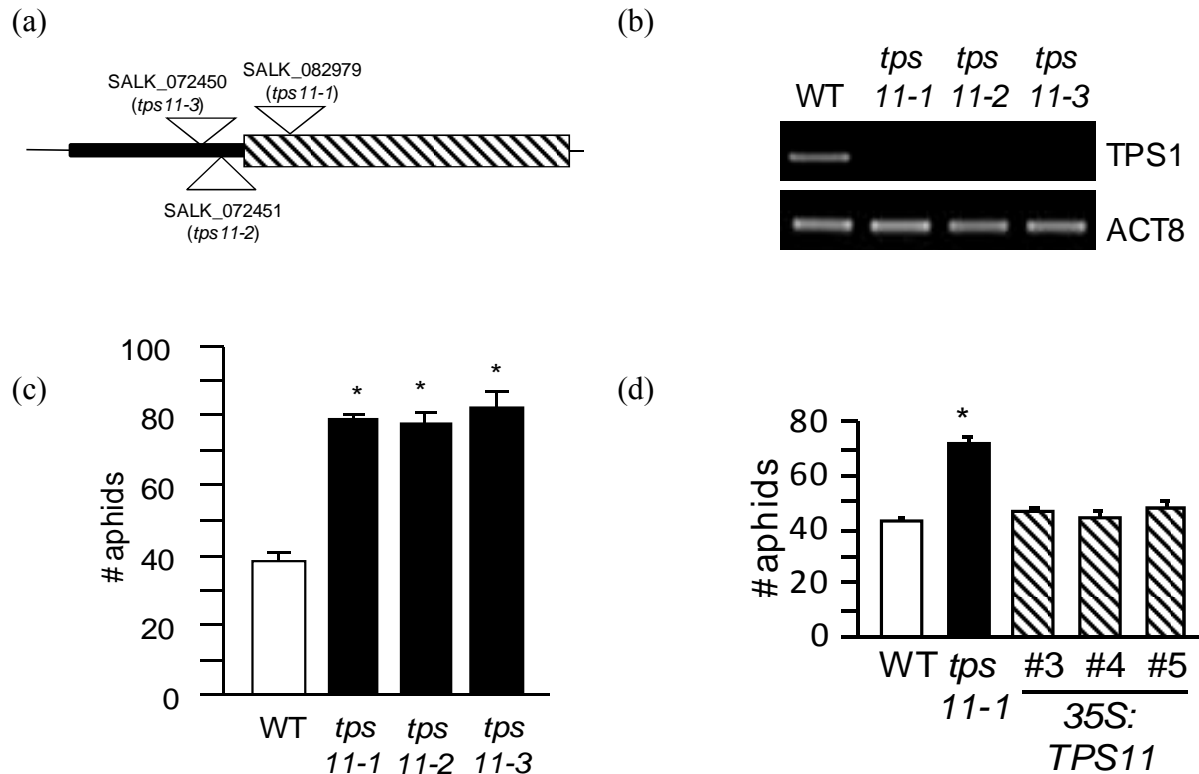 (a)
SALK_072450
(tps11-3)
SALK_082979
(tps11-1)
SALK_072451
(tps11-2)
(b)
WT
tps
11-1
tps
11-2
tps
11-3
TPS1
ACT8
(c)
# aphids
100
80
60
40
20
0
*
*
*
WT
tps
11-1
tps
11-2
tps
11-3
(d)
# aphids
80
60
40
20
0
*
WT
tps
11-1
#3
#4
#5
35S:
TPS11